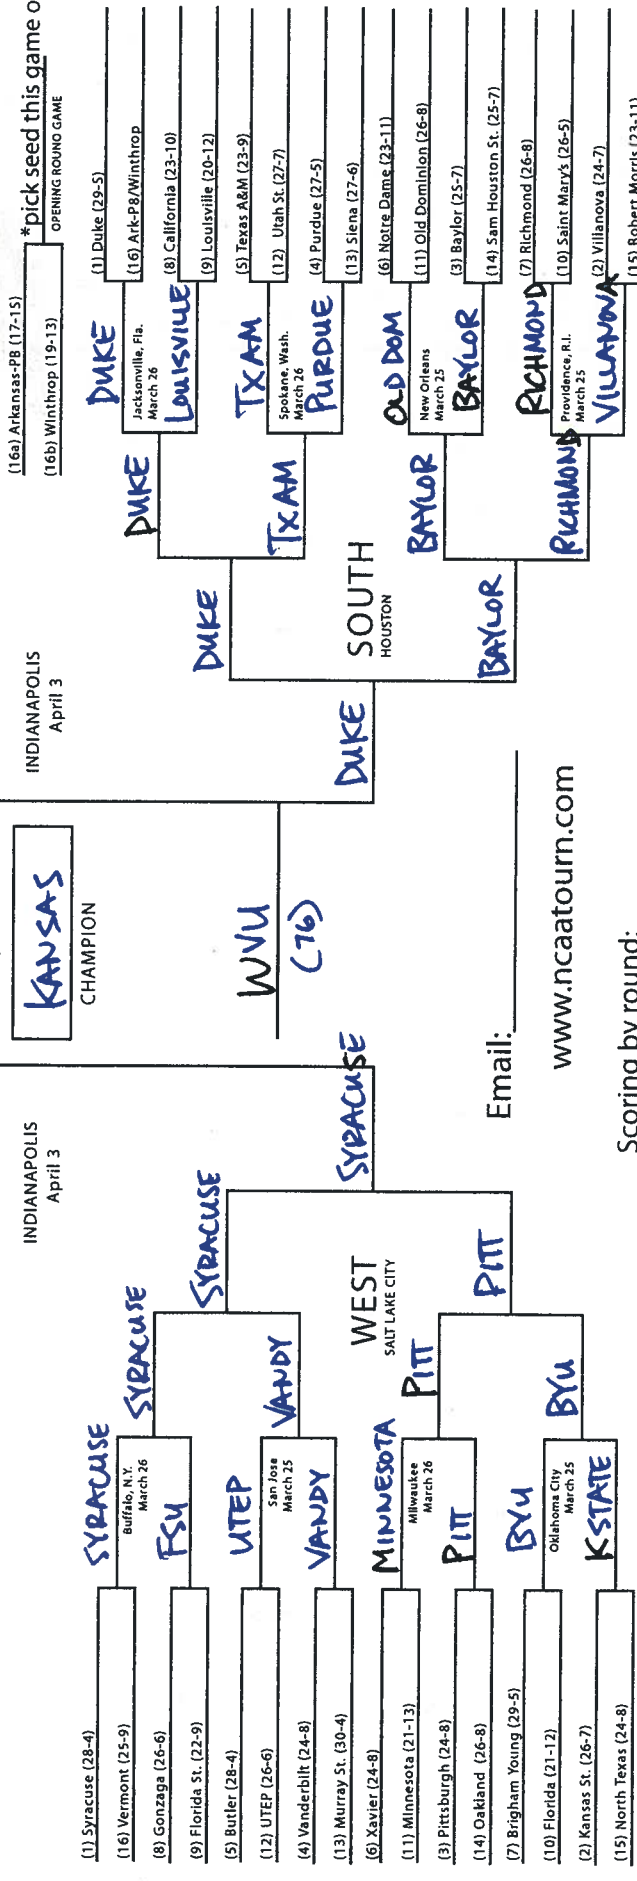 (1) Syracuse (28-4)
(16) Vermont (25-9)
(8) Gonzaga (26-6)
(9) Florida St. (22-9)
(5) Butler (28-4)
(12) UTEP (26-6)
(4) Vanderbilt (24-8)
(13) Murray St. (30-4)
(6) Xavier (24-8)
(11) Minnesota (21-13)
(3) Pittsburgh (24-8)
(14) Oakland (26-8)
(7) Brigham Young (29-5)
(10) Florida (21-12)
(2) Kansas St. (26-7)
(15) North Texas (24-8)
SYRACUSE
Buffalo, N.Y.
March 26
FSU
UTEP
San Jose
March 25
VANDY
MINNESOTA
Milwaukee
March 26
PITT
BYU
Oklahoma City
March 25
KSTATE
SYRACUSE
VANDY
PITT
BYU
SYRACUSE
WEST
SALT LAKE CITY
PITT
INDIANAPOLIS
April 3
SYRACUSE
KANSAS
CHAMPION
WVU
(76)
Email:
www.ncaatourn.com
Scoring by round:
INDIANAPOLIS
April 3
DUKE
DUKE
SOUTH
HOUSTON
BAYLOR
DUKE
TXAM
BAYLOR
RICHMOND
DUKE
Jacksonville, Fla.
March 26
LOUISVILLE
TXAM
Spokane, Wash.
March 26
PURDUE
OLD DOM
New Orleans
March 25
BAYLOR
RICHMOND
Providence, R.I.
March 25
VILLANOVA
(16a) Arkansas-PB (17-15)
(16b) Winthrop (19-13)
*pick seed this game o
OPENING ROUND GAME
(1) Duke (29-5)
(16) Ark-PB/Winthrop
(8) California (23-10)
(9) Louisville (20-12)
(5) Texas A&M (23-9)
(12) Utah St. (27-7)
(4) Purdue (27-5)
(13) Siena (27-6)
(6) Notre Dame (23-11)
(11) Old Dominion (26-8)
(3) Baylor (25-7)
(14) Sam Houston St. (25-7)
(7) Richmond (26-8)
(10) Saint Mary's (26-5)
(2) Villanova (24-7)
(15) Robert Morris (23-11)